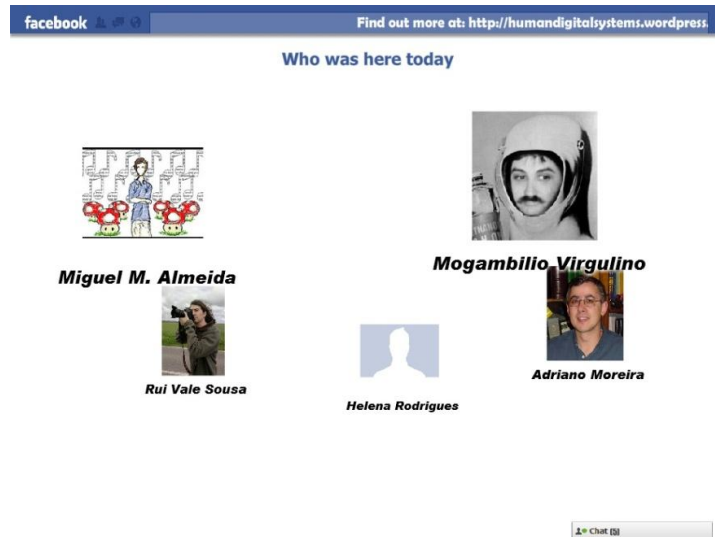 facebook
Find out more at: http://humandigitalsystems.wordpress.
Who was here today
Miguel M. Almeida
Mogambilio Virgulino
Rui Vale Sousa
Adriano Moreira
Helena Rodrigues
Chat (5)